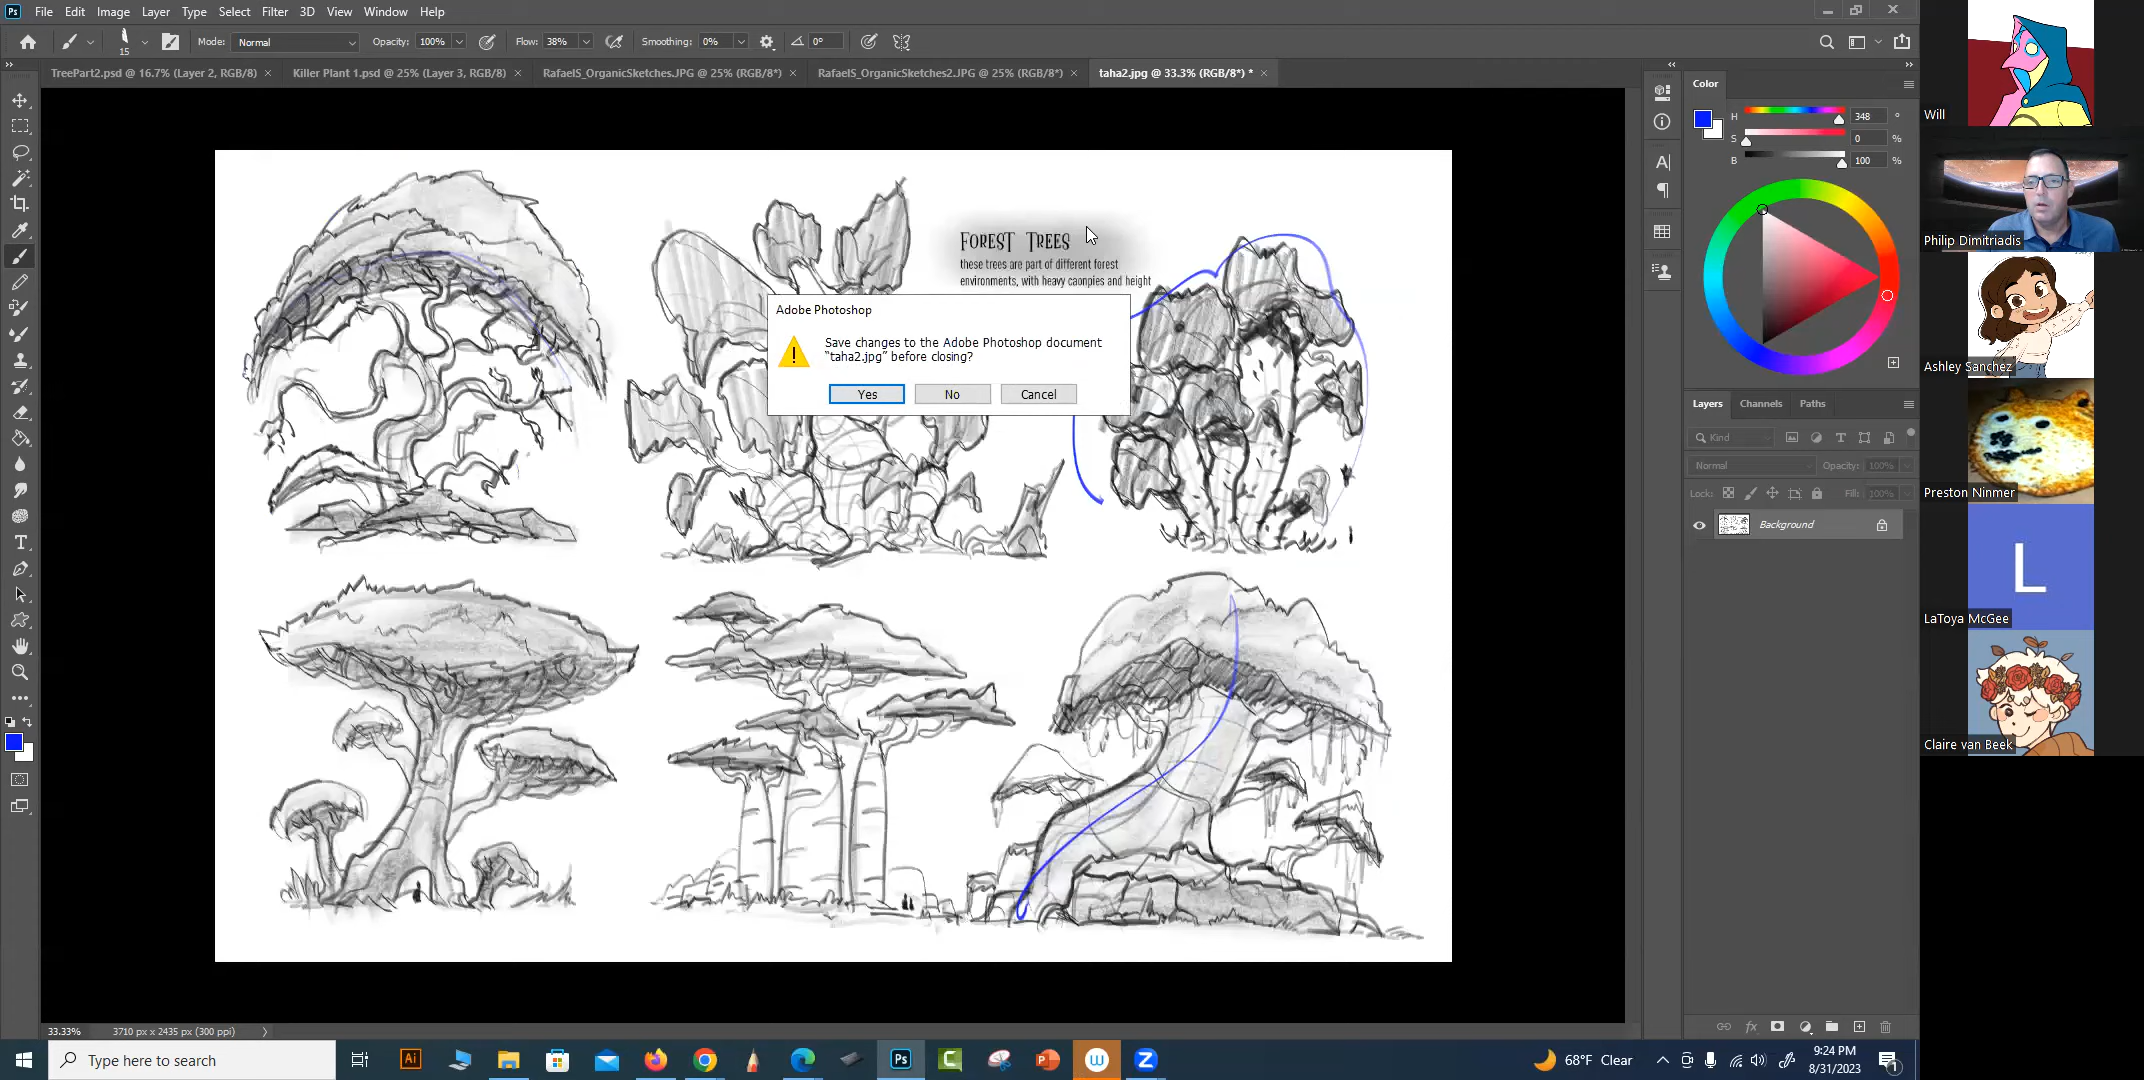 File Edit Image Layer Type Select Filter 3D View Window Help
15 Mode: Normal Opacity: 100% Flow: 38% Smoothing: 0% 0°
TreePart2.psd @ 16.7% (Layer 2, RGB/8) Killer Plant 1.psd @ 25% (Layer 3, RGB/8) RafaelS_OrganicSketches.JPG @ 25% (RGB/8*) RafaelS_OrganicSketches2.JPG @ 25% (RGB/8*) taha2.jpg @ 33.3% (RGB/8*) *
FOREST TREES
these trees are part of different forest
environments, with heavy caonpies and height
Adobe Photoshop
Save changes to the Adobe Photoshop document
“taha2.jpg” before closing?
Yes No Cancel
Color
H 348 °
S 0 %
B 100 %
Layers Channels Paths
Kind
Normal Opacity: 100%
Lock: Fill: 100%
Background
33.33% 3710 px x 2435 px (300 ppi)
Will
Philip Dimitriadis
Ashley Sanchez
Preston Ninmer
L
LaToya McGee
Claire van Beek
Type here to search
68°F Clear
9:24 PM
8/31/2023